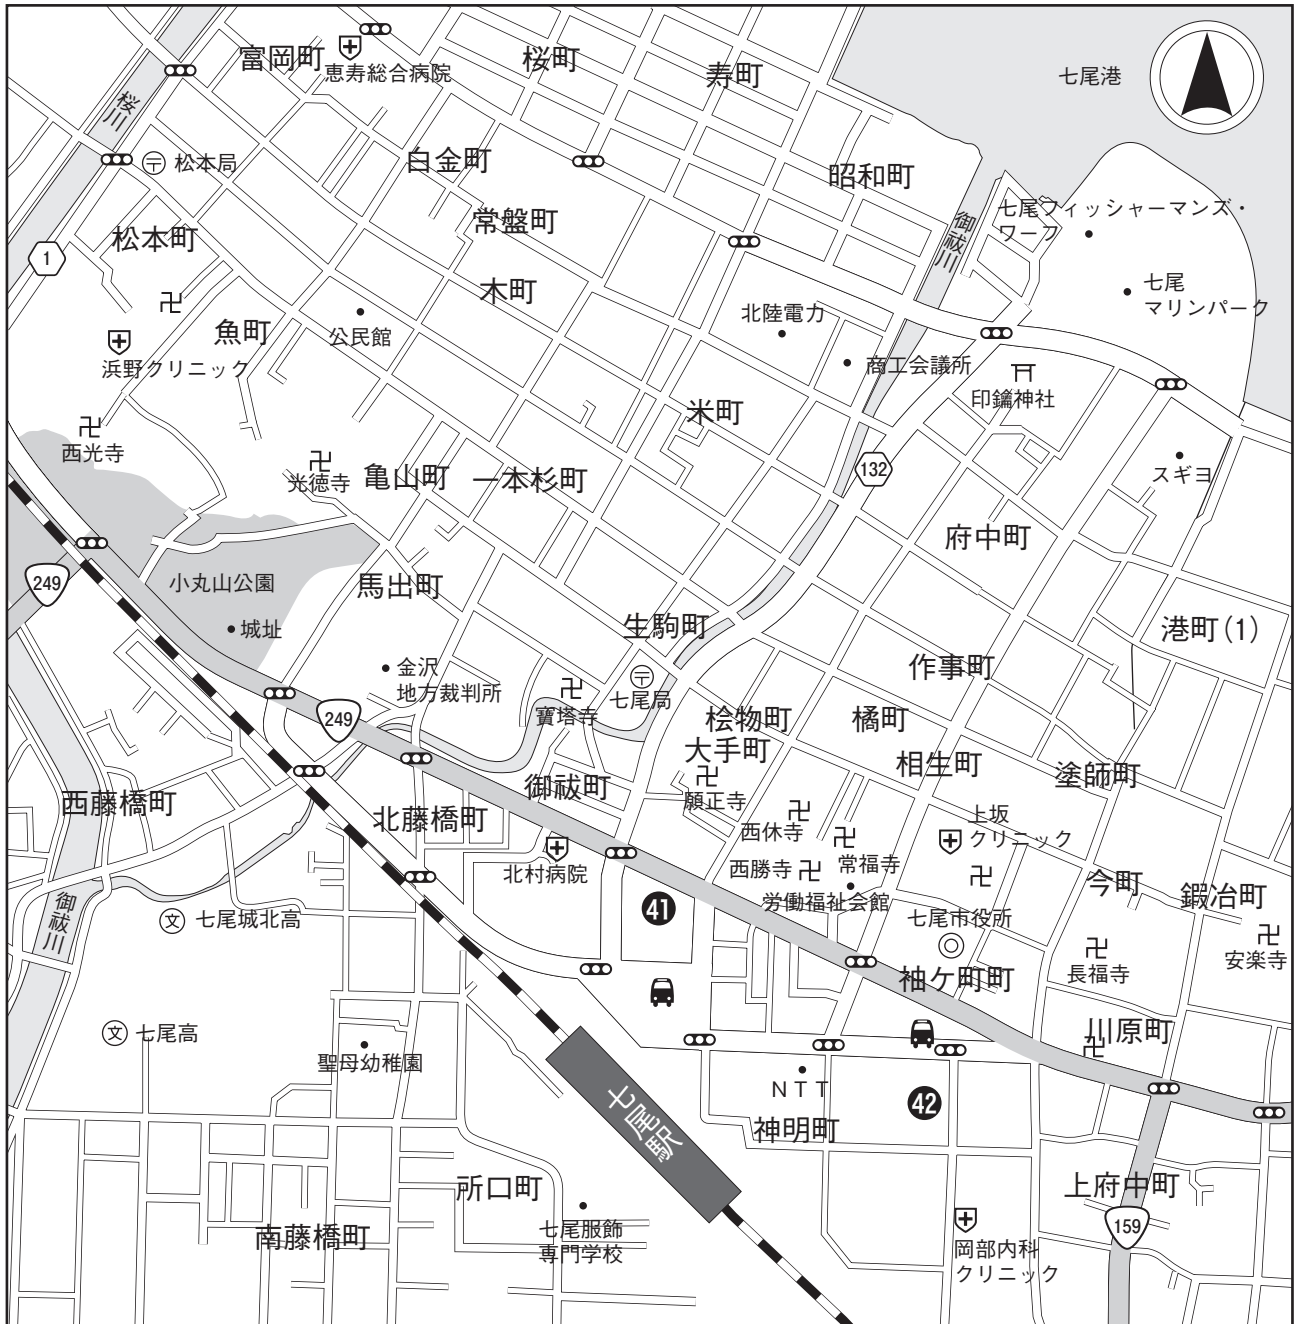 富岡町
恵寿総合病院
桜町
寿町
七尾港
桜川
松本局
白金町
昭和町
常盤町
御祓川
七尾フィッシャーマンズ・
ワーフ
松本町
1
木町
七尾
マリンパーク
魚町
公民館
北陸電力
商工会議所
浜野クリニック
印鑰神社
米町
西光寺
光徳寺
亀山町
一本杉町
132
スギヨ
府中町
249
小丸山公園
馬出町
城址
生駒町
港町(1)
金沢
地方裁判所
作事町
七尾局
249
寶塔寺
桧物町
橘町
大手町
相生町
塗師町
御祓町
願正寺
西藤橋町
北藤橋町
西休寺
上坂
クリニック
北村病院
西勝寺
常福寺
今町
鍛冶町
労働福祉会館
41
七尾市役所
御祓川
文
七尾城北高
安楽寺
長福寺
袖ケ町町
文
七尾高
川原町
聖母幼稚園
NTT
七尾駅
42
神明町
所口町
上府中町
七尾服飾
専門学校
南藤橋町
159
岡部内科
クリニック